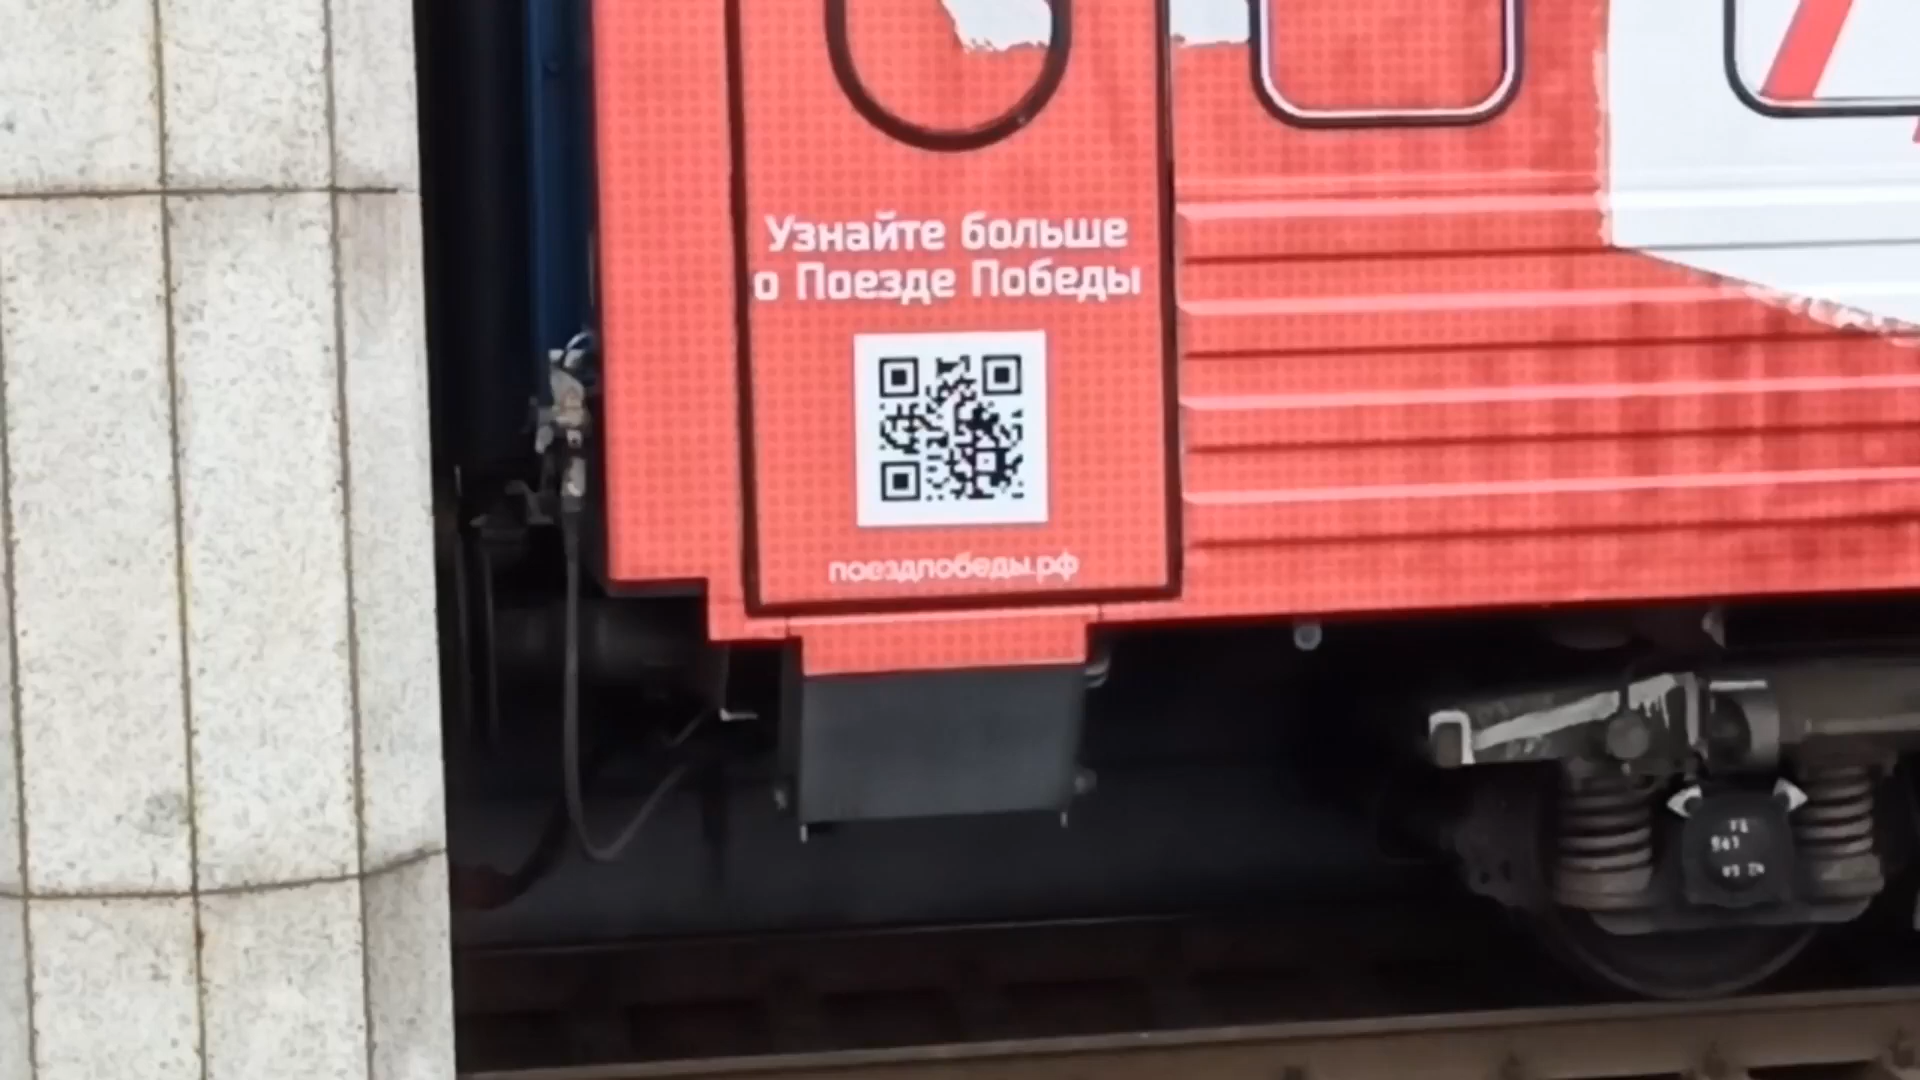 Узнайте больше
о Поезде Победы
поездпобеды.рф